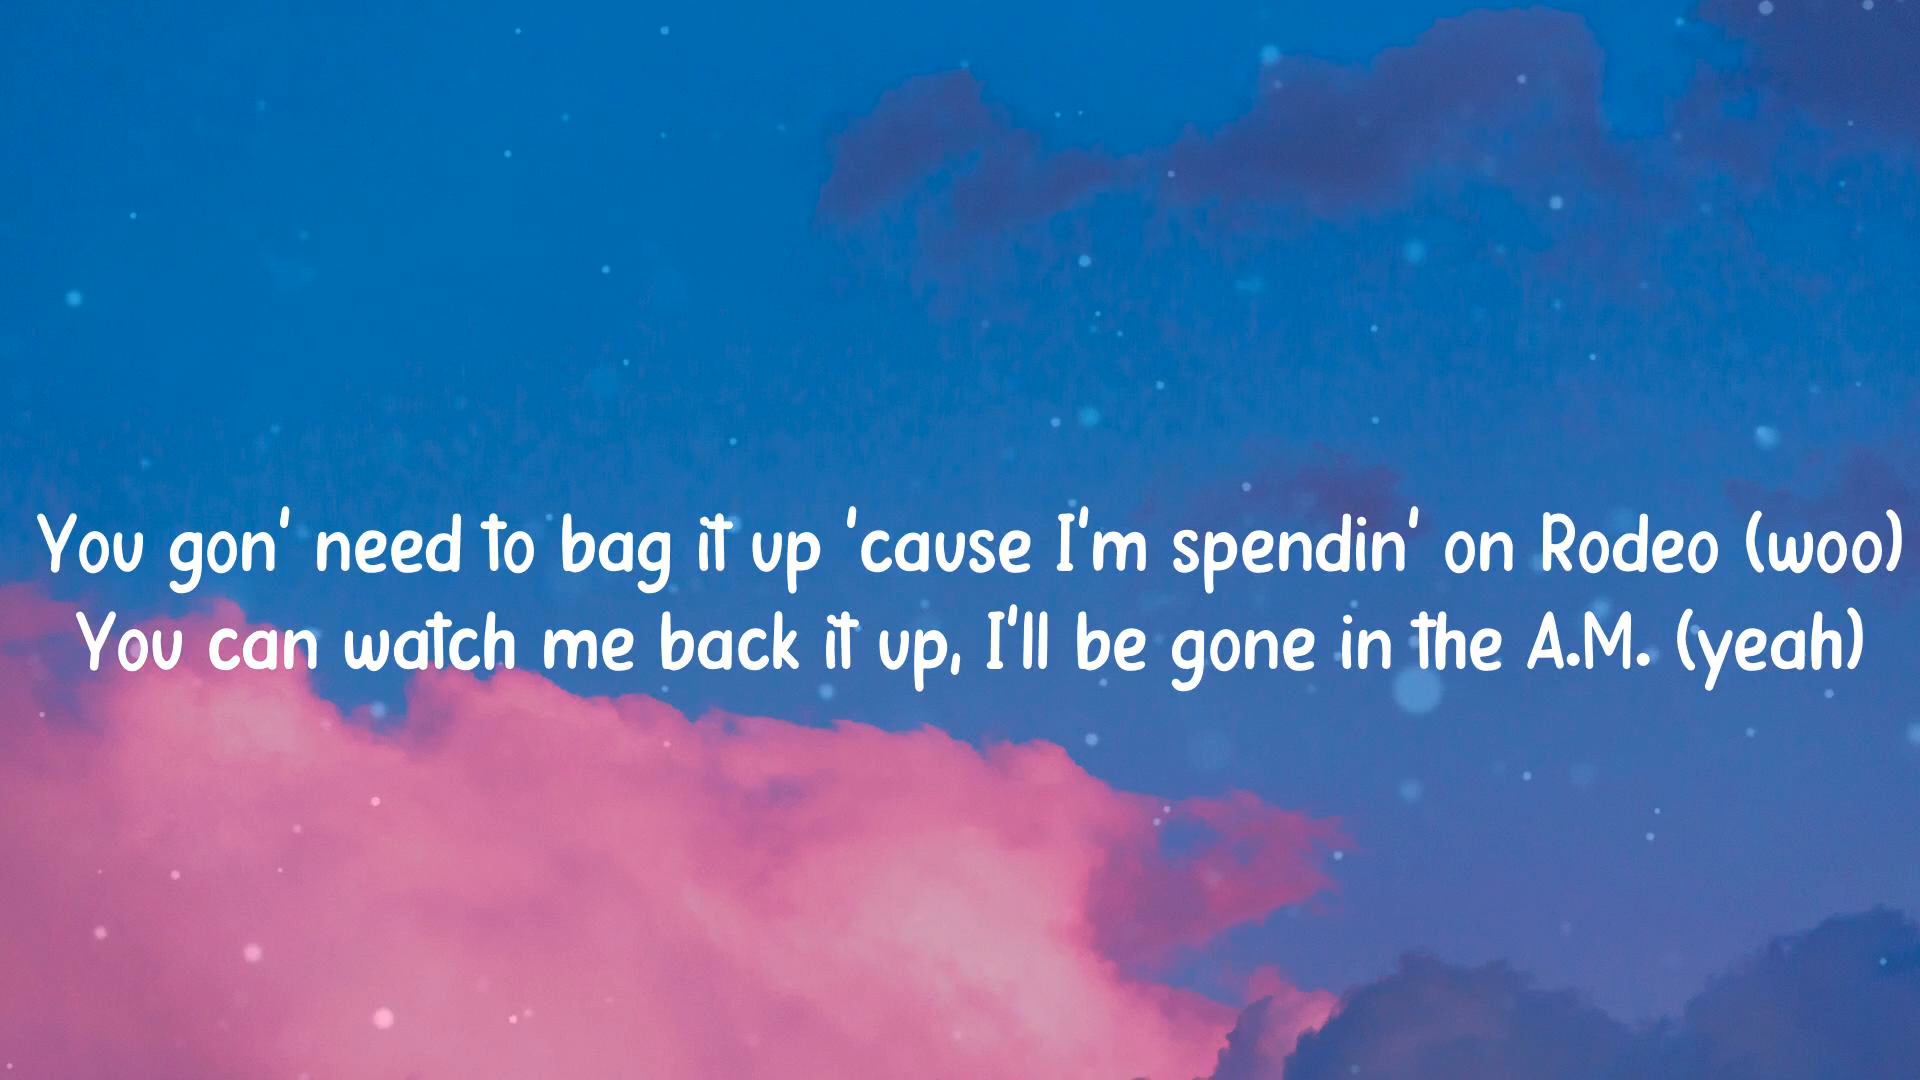 You gon' need to bag it up 'cause I'm spendin' on Rodeo (woo)
You can watch me back it up, I'll be gone in the A.M. (yeah)